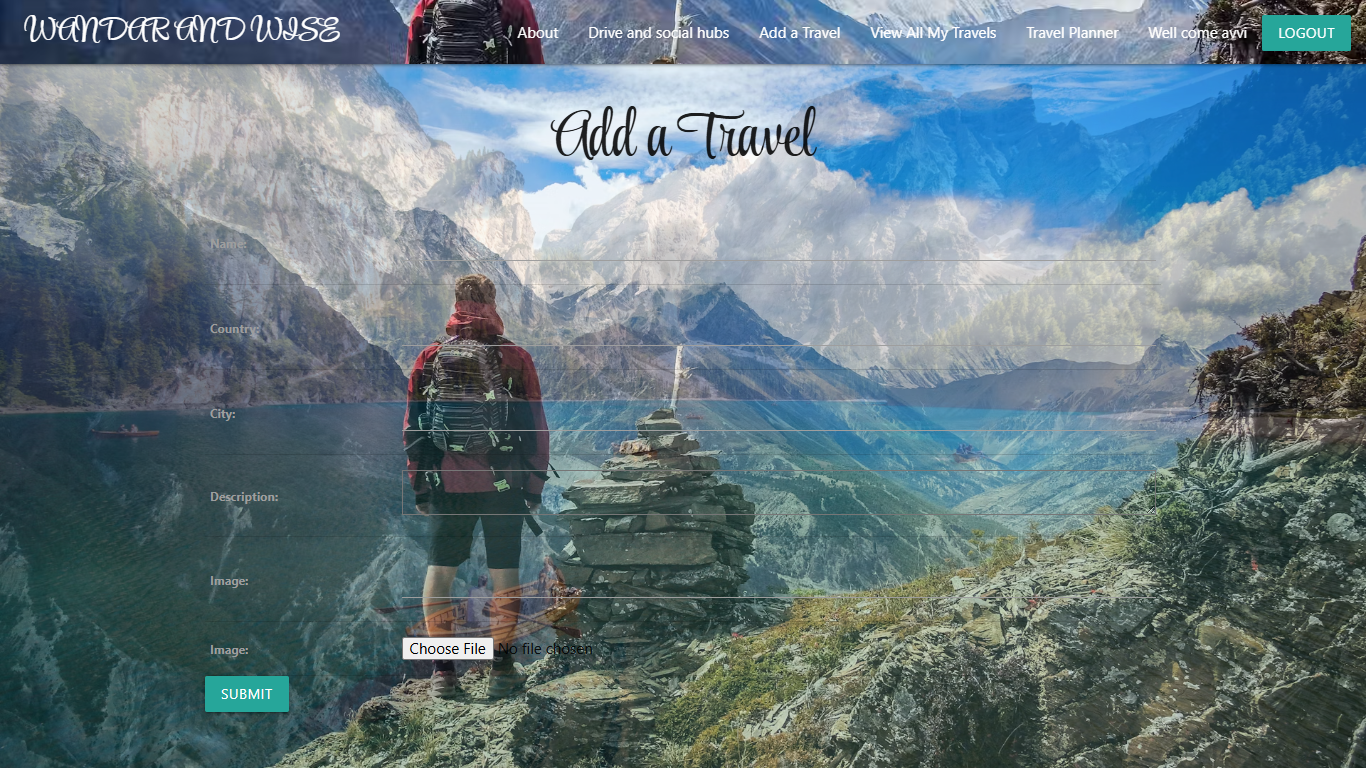 WANDAR AND WISE
About Drive and social hubs Add a Travel View All My Travels Travel Planner Well come avvi LOGOUT
Add a Travel
Name:
Country:
City:
Description:
Image:
Image: Choose File No file chosen
SUBMIT